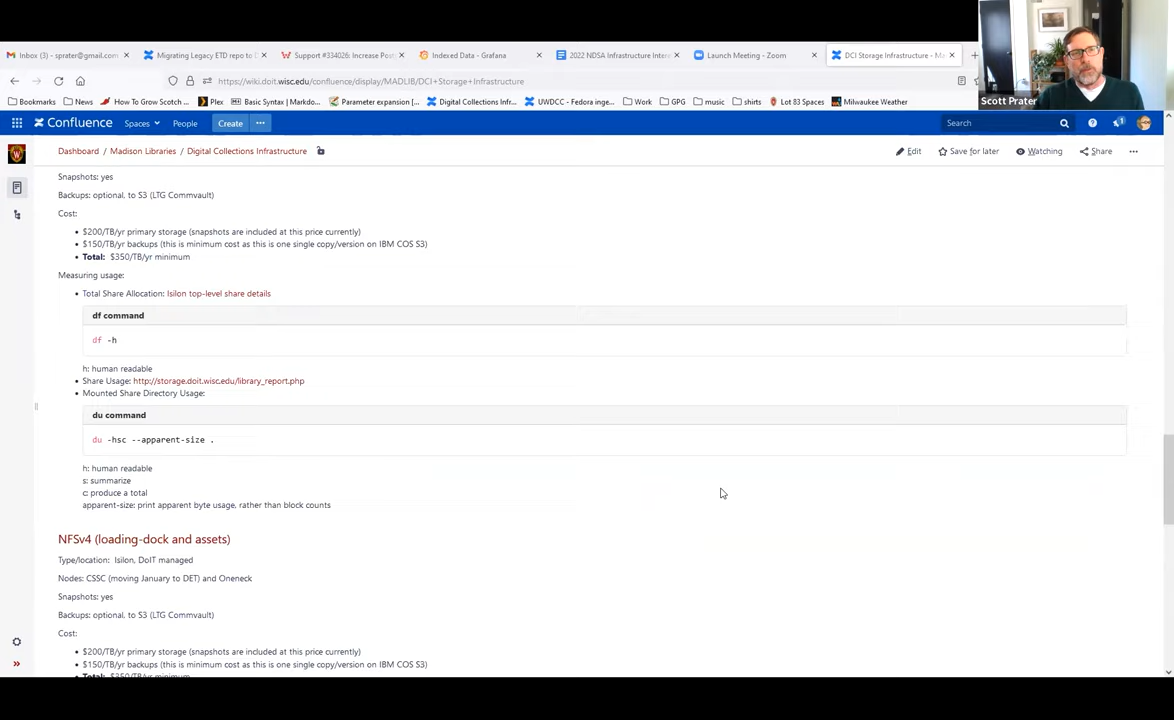 Inbox (3) - sprater@gmail.com
Migrating Legacy ETD repo to D
Support #334026: Increase Post
Indexed Data - Grafana
2022 NDSA Infrastructure Inter
Launch Meeting - Zoom
DCI Storage Infrastructure - Ma
https://wiki.doit.wisc.edu/confluence/display/MADLIB/DCI+Storage+Infrastructure
Bookmarks
News
How To Grow Scotch ...
Plex
Basic Syntax | Markdo...
Parameter expansion [...
Digital Collections Infr...
UWDCC - Fedora inge...
Work
GPG
music
shirts
Lot 83 Spaces
Milwaukee Weather
Scott Prater
Confluence
Spaces
People
Create
Search
1
Dashboard / Madison Libraries / Digital Collections Infrastructure
Edit
Save for later
Watching
Share
Snapshots: yes
Backups: optional, to S3 (LTG Commvault)
Cost:
$200/TB/yr primary storage (snapshots are included at this price currently)
$150/TB/yr backups (this is minimum cost as this is one single copy/version on IBM COS S3)
Total: $350/TB/yr minimum
Measuring usage:
Total Share Allocation: Isilon top-level share details
df command
df -h
h: human readable
Share Usage: http://storage.doit.wisc.edu/library_report.php
Mounted Share Directory Usage:
du command
du -hsc --apparent-size .
h: human readable
s: summarize
c: produce a total
apparent-size: print apparent byte usage, rather than block counts
NFSv4 (loading-dock and assets)
Type/location: Isilon, DoIT managed
Nodes: CSSC (moving January to DET) and Oneneck
Snapshots: yes
Backups: optional, to S3 (LTG Commvault)
Cost:
$200/TB/yr primary storage (snapshots are included at this price currently)
$150/TB/yr backups (this is minimum cost as this is one single copy/version on IBM COS S3)
Total: $350/TB/yr minimum